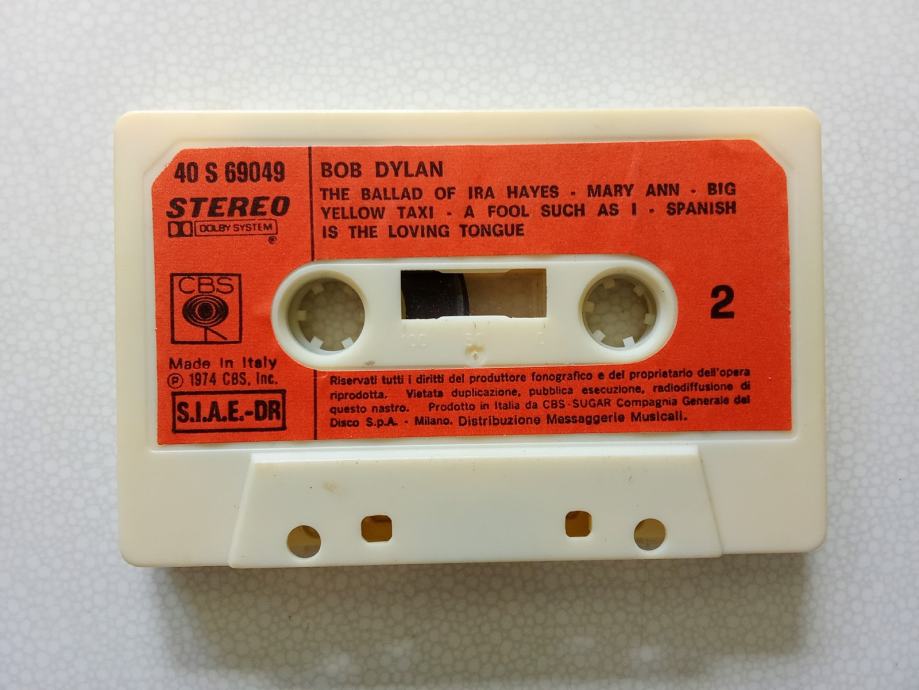 40 S 69049
STEREO
DOLBY SYSTEM
®
CBS
Made in Italy
Ⓟ 1974 CBS, Inc.
S.I.A.E.-DR
BOB DYLAN
THE BALLAD OF IRA HAYES - MARY ANN - BIG
YELLOW TAXI - A FOOL SUCH AS I - SPANISH
IS THE LOVING TONGUE
2
100 50 0
Riservati tutti i diritti del produttore fonografico e del proprietario dell'opera
riprodotta. Vietata duplicazione, pubblica esecuzione, radiodiffusione di
questo nastro. Prodotto in Italia da CBS-SUGAR Compagnia Generale del
Disco S.p.A. - Milano. Distribuzione Messaggerie Musicali.